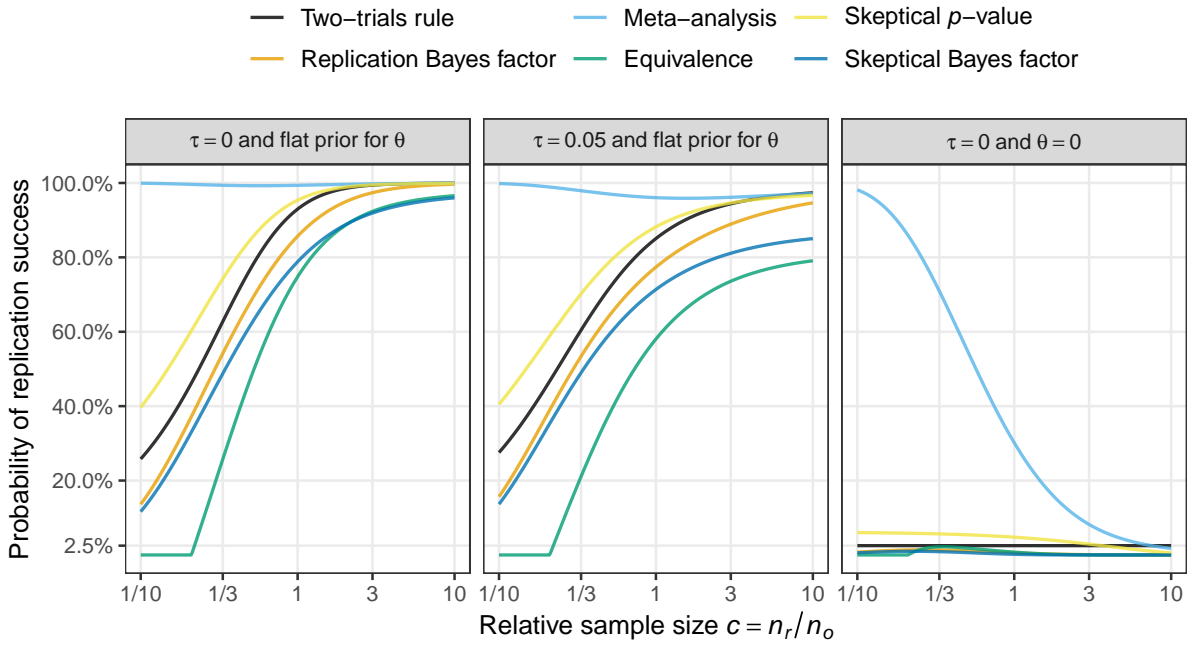 Two−trials rule Meta−analysis Skeptical p−value
Replication Bayes factor Equivalence Skeptical Bayes factor
τ = 0 and flat prior for θ τ = 0.05 and flat prior for θ τ = 0 and θ = 0
Probability of replication success
100.0%
80.0%
60.0%
40.0%
20.0%
2.5%
1/10 1/3 1 3 10 1/10 1/3 1 3 10 1/10 1/3 1 3 10
Relative sample size c = n_r/n_o